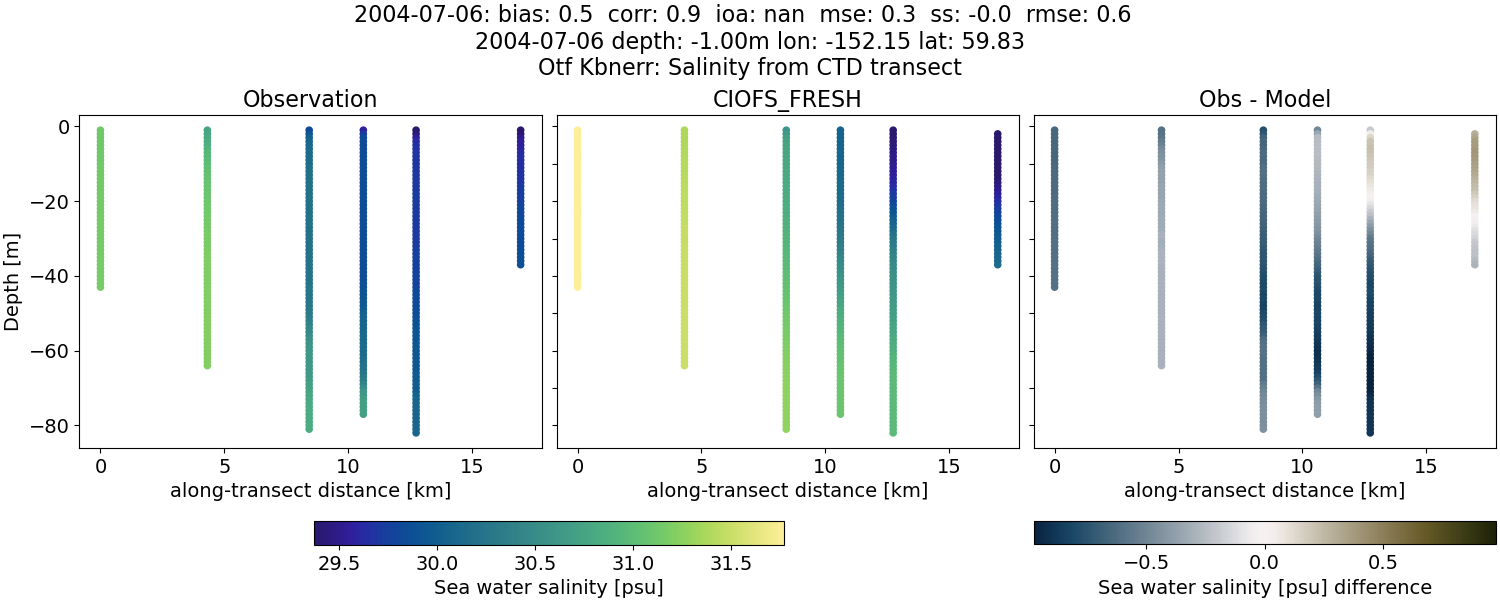 2004-07-06: bias: 0.5  corr: 0.9  ioa: nan  mse: 0.3  ss: -0.0  rmse: 0.6
2004-07-06 depth: -1.00m lon: -152.15 lat: 59.83
Otf Kbnerr: Salinity from CTD transect
Observation
CIOFS_FRESH
Obs - Model
Depth [m]
0
−20
−40
−60
−80
0 5 10 15
0 5 10 15
0 5 10 15
along-transect distance [km]
along-transect distance [km]
along-transect distance [km]
29.5 30.0 30.5 31.0 31.5
Sea water salinity [psu]
−0.5 0.0 0.5
Sea water salinity [psu] difference